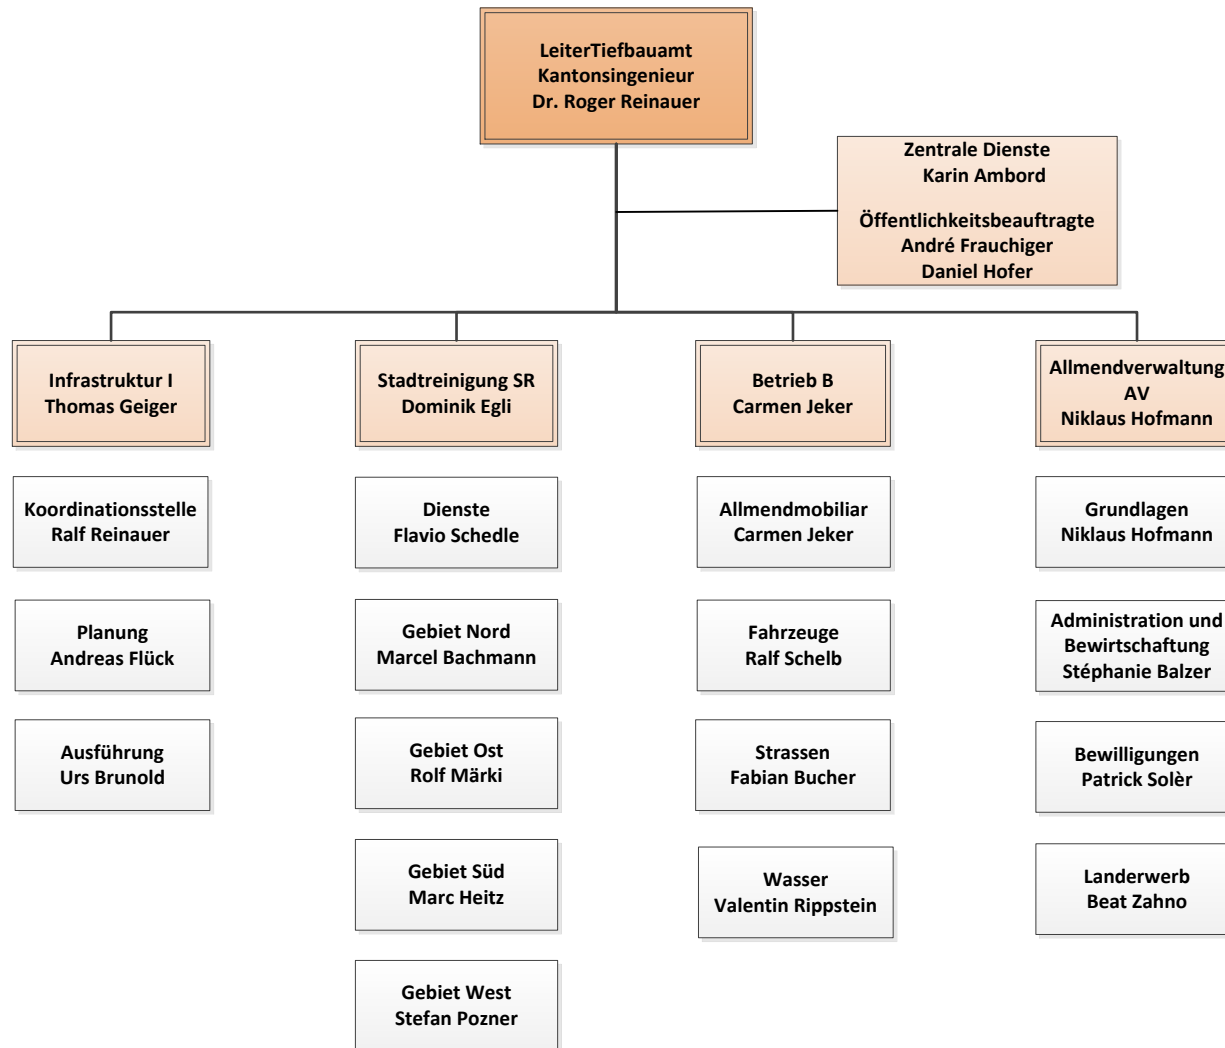 LeiterTiefbauamt
Kantonsingenieur
Dr. Roger Reinauer
Zentrale Dienste
Karin Ambord
Öffentlichkeitsbeauftragte
André Frauchiger
Daniel Hofer
Infrastruktur I
Thomas Geiger
Stadtreinigung SR
Dominik Egli
Betrieb B
Carmen Jeker
Allmendverwaltung
AV
Niklaus Hofmann
Koordinationsstelle
Ralf Reinauer
Dienste
Flavio Schedle
Allmendmobiliar
Carmen Jeker
Grundlagen
Niklaus Hofmann
Planung
Andreas Flück
Gebiet Nord
Marcel Bachmann
Fahrzeuge
Ralf Schelb
Administration und
Bewirtschaftung
Stéphanie Balzer
Ausführung
Urs Brunold
Gebiet Ost
Rolf Märki
Strassen
Fabian Bucher
Bewilligungen
Patrick Solèr
Gebiet Süd
Marc Heitz
Wasser
Valentin Rippstein
Landerwerb
Beat Zahno
Gebiet West
Stefan Pozner